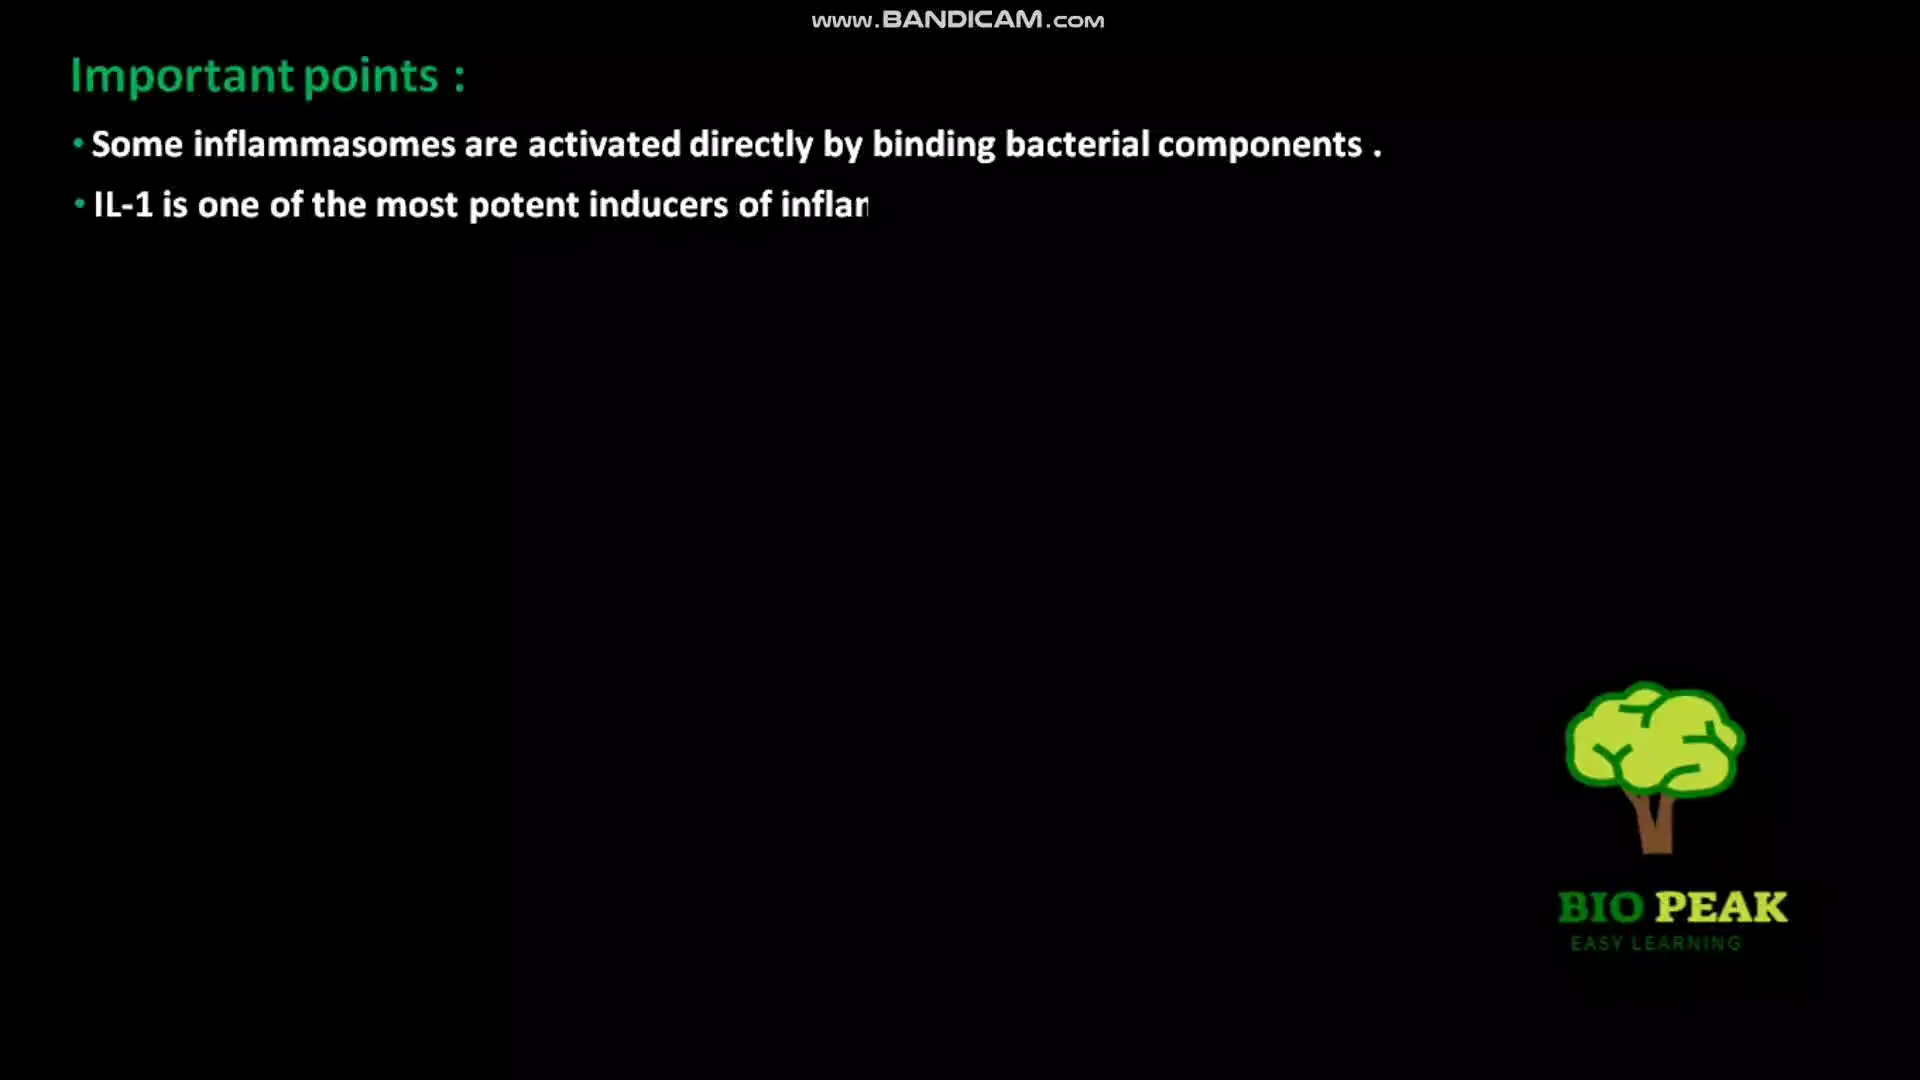 www.BANDICAM.com
Important points :
• Some inflammasomes are activated directly by binding bacterial components .
• IL-1 is one of the most potent inducers of
BIO PEAK
EASY LEARNING